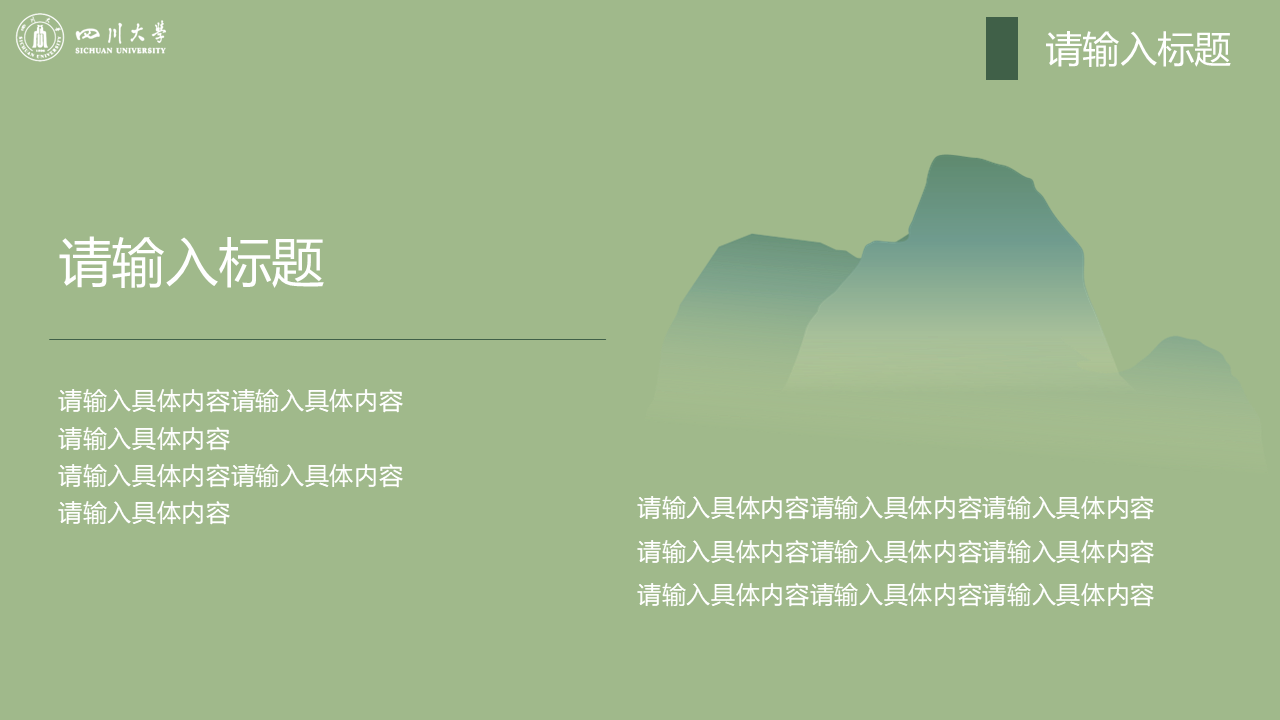 四川大學
SICHUAN UNIVERSITY
请输入标题
请输入标题
请输入具体内容请输入具体内容
请输入具体内容
请输入具体内容请输入具体内容
请输入具体内容
请输入具体内容请输入具体内容请输入具体内容
请输入具体内容请输入具体内容请输入具体内容
请输入具体内容请输入具体内容请输入具体内容